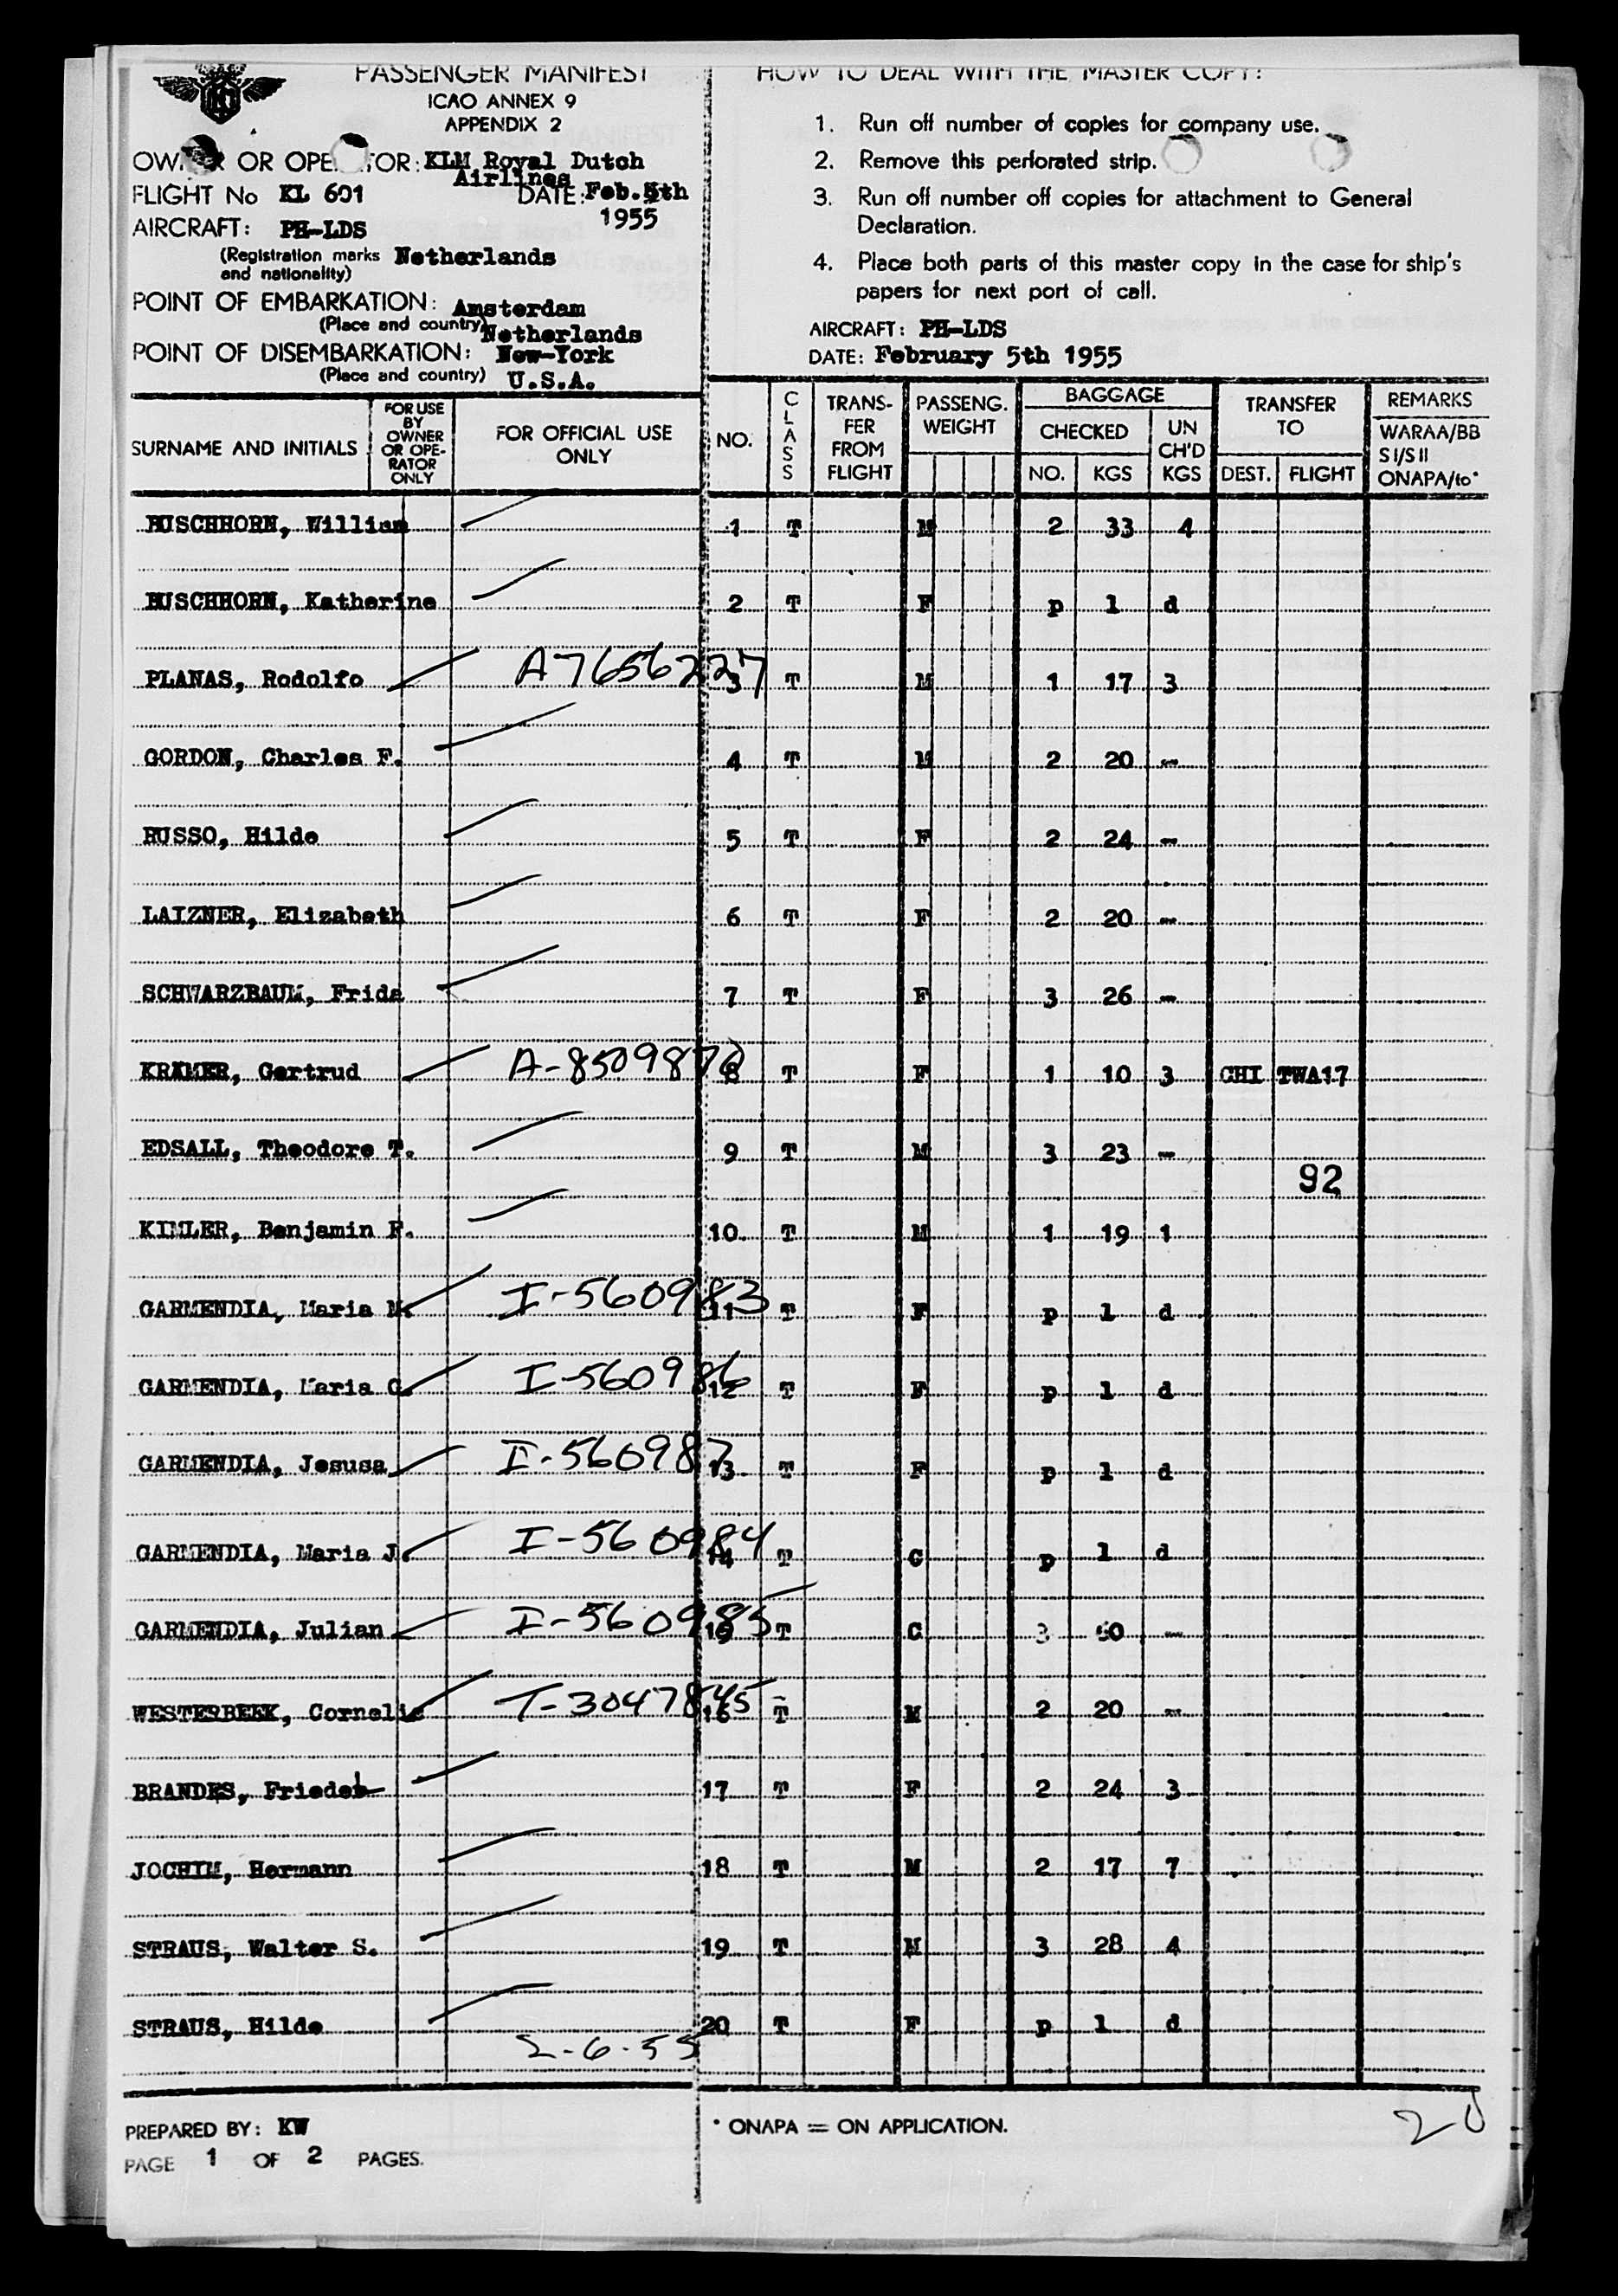 PASSENGER MANIFEST
ICAO ANNEX 9
APPENDIX 2
OWNER OR OPERATOR: KLM Royal Dutch
Airlines
FLIGHT No KL 601 DATE: Feb. 5th
1955
AIRCRAFT: PH-LDS
(Registration marks Netherlands
and nationality)
POINT OF EMBARKATION: Amsterdam
(Place and country) Netherlands
POINT OF DISEMBARKATION: New-York
(Place and country) U.S.A.
HOW TO DEAL WITH THE MASTER COPY:
1. Run off number of copies for company use.
2. Remove this perforated strip.
3. Run off number off copies for attachment to General
Declaration.
4. Place both parts of this master copy in the case for ship's
papers for next port of call.
AIRCRAFT: PH-LDS
DATE: February 5th 1955
SURNAME AND INITIALS
FOR USE
BY
OWNER
OR OPE-
RATOR
ONLY
FOR OFFICIAL USE
ONLY
NO.
CLASS
TRANS-
FER
FROM
FLIGHT
PASSENG.
WEIGHT
BAGGAGE
CHECKED
NO. KGS
UN
CH'D
KGS
TRANSFER
TO
DEST. FLIGHT
REMARKS
WARAA/BB
S I/S II
ONAPA/to*
BUSCHHORN, William 1 T M 2 33 4
BUSCHHORN, Katherine 2 T F p l d
PLANAS, Rodolfo A7656227 3 T M 1 17 3
GORDON, Charles F. 4 T M 2 20 -
RUSSO, Hilde 5 T F 2 24 -
LAIZNER, Elizabeth 6 T F 2 20 -
SCHWARZBAUM, Frida 7 T F 3 26 -
KRÄMER, Gertrud A-8509870 8 T F 1 10 3 CHI TWA17
EDSALL, Theodore T. 9 T M 3 23 -
92
KIMLER, Benjamin F. 10 T M 1 19 1
GARMENDIA, Maria M. I-560983 11 T F p l d
GARMENDIA, Maria C. I-560986 12 T F p l d
GARMENDIA, Jesusa I-560987 13 T F p l d
GARMENDIA, Maria J. I-560984 14 T C p l d
GARMENDIA, Julian I-560985 15 T C 3 50 -
WESTERBEEK, Cornelis T-3047845 16 T M 2 20 -
BRANDES, Friedel 17 T F 2 24 3
JOCHIM, Hermann 18 T M 2 17 7
STRAUS, Walter S. 19 T M 3 28 4
STRAUS, Hilde 20 T F p l d
2-6-55
PREPARED BY: KW
PAGE 1 OF 2 PAGES.
* ONAPA = ON APPLICATION.
20